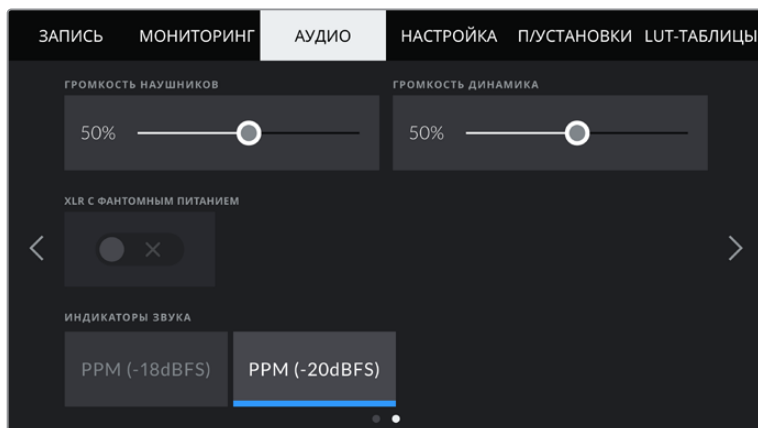 ЗАПИСЬ МОНИТОРИНГ АУДИО НАСТРОЙКА П/УСТАНОВКИ LUT-ТАБЛИЦЫ
ГРОМКОСТЬ НАУШНИКОВ ГРОМКОСТЬ ДИНАМИКА
50% 50%
XLR С ФАНТОМНЫМ ПИТАНИЕМ
ИНДИКАТОРЫ ЗВУКА
PPM (-18dBFS) PPM (-20dBFS)